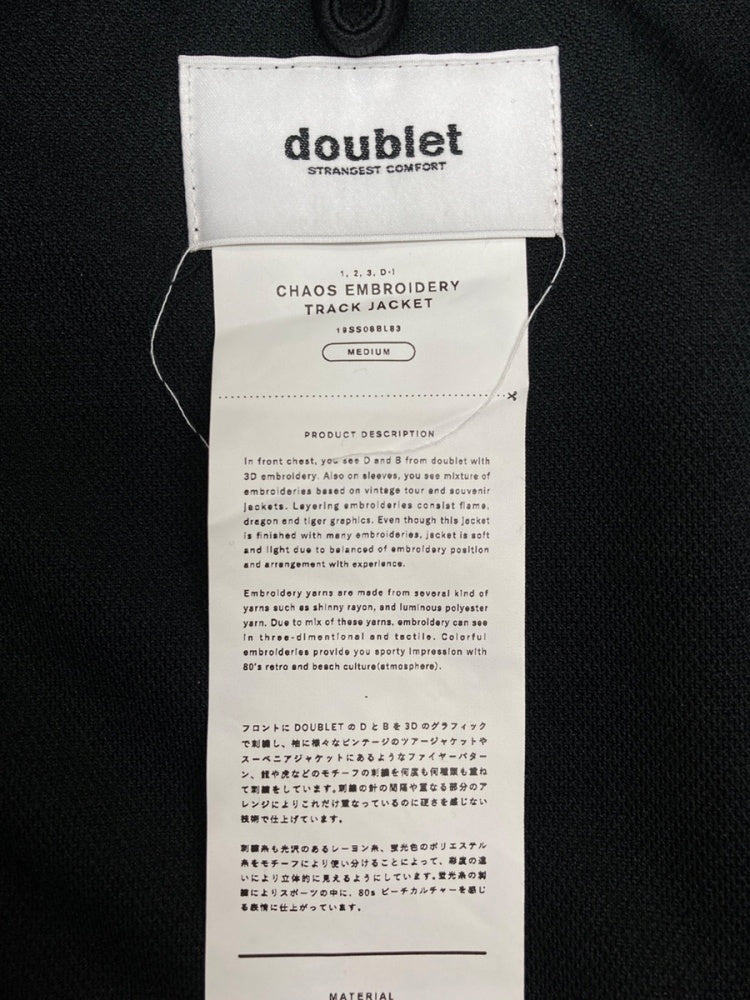 doublet
STRANGEST COMFORT
1, 2, 3, D-!
CHAOS EMBROIDERY
TRACK JACKET
19SS08BL83
MEDIUM
PRODUCT DESCRIPTION
In front chest, you see D and B from doublet with
3D embroidery. Also on sleeves, you see mixture of
embroideries based on vintage tour and souvenir
jackets. Layering embroideries consist flame,
dragon and tiger graphics. Even though this jacket
is finished with many embroideries, jacket is soft
and light due to balanced of embroidery position
and arrangement with experience.
Embroidery yarns are made from several kind of
yarns such as shinny rayon, and luminous polyester
yarn. Due to mix of these yarns, embroidery can see
in three-dimentional and tactile. Colorful
embroideries provide you sporty impression with
80's retro and beach culture(atmosphere).
フロントに DOUBLET の D と B を 3D のグラフィック
で刺繍し、袖に様々なビンテージのツアージャケットや
スーベニアジャケットにあるようなファイヤーパター
ン、龍や虎などのモチーフの刺繍を何度も何種類も重ね
て刺繍をしています。刺繍の針の間隔や重なる部分のア
レンジによりこれだけ重なっているのに硬さを感じない
技術で仕上げています。
刺繍糸も光沢のあるレーヨン糸、蛍光色のポリエステル
糸をモチーフにより使い分けることによって、彩度の違
いにより立体的に見えるようにしています。蛍光糸の刺
繍によりスポーツの中に、80s ビーチカルチャーを感じ
る表情に仕上がっています。
MATERIAL